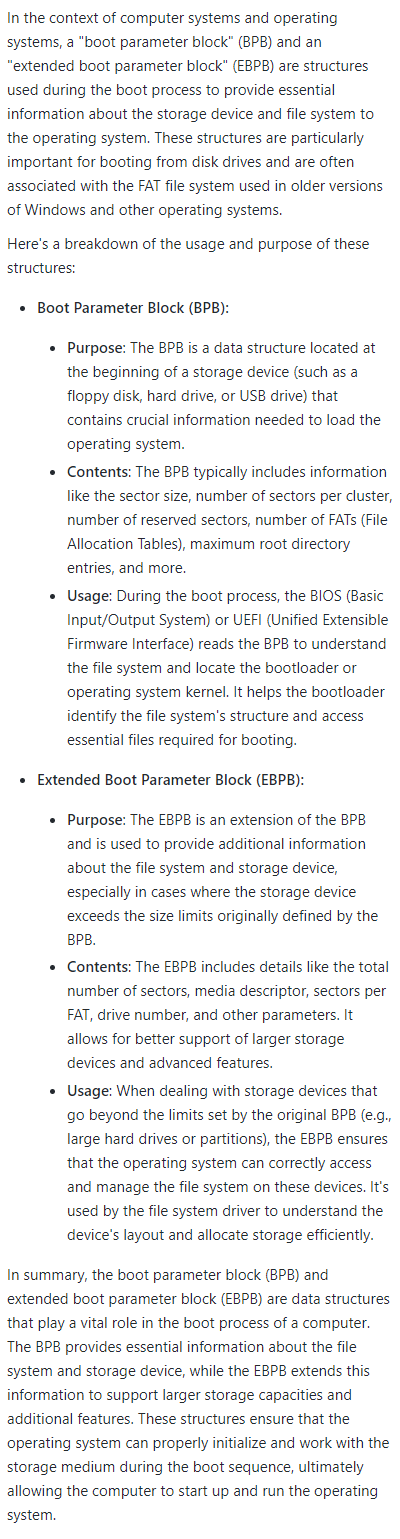 In the context of computer systems and operating
systems, a "boot parameter block" (BPB) and an
"extended boot parameter block" (EBPB) are structures
used during the boot process to provide essential
information about the storage device and file system to
the operating system. These structures are particularly
important for booting from disk drives and are often
associated with the FAT file system used in older versions
of Windows and other operating systems.
Here's a breakdown of the usage and purpose of these
structures:
• Boot Parameter Block (BPB):
• Purpose: The BPB is a data structure located at
the beginning of a storage device (such as a
floppy disk, hard drive, or USB drive) that
contains crucial information needed to load the
operating system.
• Contents: The BPB typically includes information
like the sector size, number of sectors per cluster,
number of reserved sectors, number of FATs (File
Allocation Tables), maximum root directory
entries, and more.
• Usage: During the boot process, the BIOS (Basic
Input/Output System) or UEFI (Unified Extensible
Firmware Interface) reads the BPB to understand
the file system and locate the bootloader or
operating system kernel. It helps the bootloader
identify the file system's structure and access
essential files required for booting.
• Extended Boot Parameter Block (EBPB):
• Purpose: The EBPB is an extension of the BPB
and is used to provide additional information
about the file system and storage device,
especially in cases where the storage device
exceeds the size limits originally defined by the
BPB.
• Contents: The EBPB includes details like the total
number of sectors, media descriptor, sectors per
FAT, drive number, and other parameters. It
allows for better support of larger storage
devices and advanced features.
• Usage: When dealing with storage devices that
go beyond the limits set by the original BPB (e.g.,
large hard drives or partitions), the EBPB ensures
that the operating system can correctly access
and manage the file system on these devices. It's
used by the file system driver to understand the
device's layout and allocate storage efficiently.
In summary, the boot parameter block (BPB) and
extended boot parameter block (EBPB) are data structures
that play a vital role in the boot process of a computer.
The BPB provides essential information about the file
system and storage device, while the EBPB extends this
information to support larger storage capacities and
additional features. These structures ensure that the
operating system can properly initialize and work with the
storage medium during the boot sequence, ultimately
allowing the computer to start up and run the operating
system.